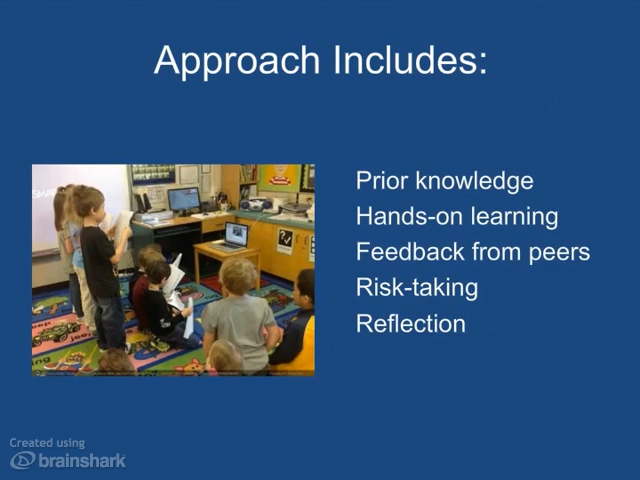 Approach Includes:
Prior knowledge
Hands-on learning
Feedback from peers
Risk-taking
Reflection
Created using
brainshark